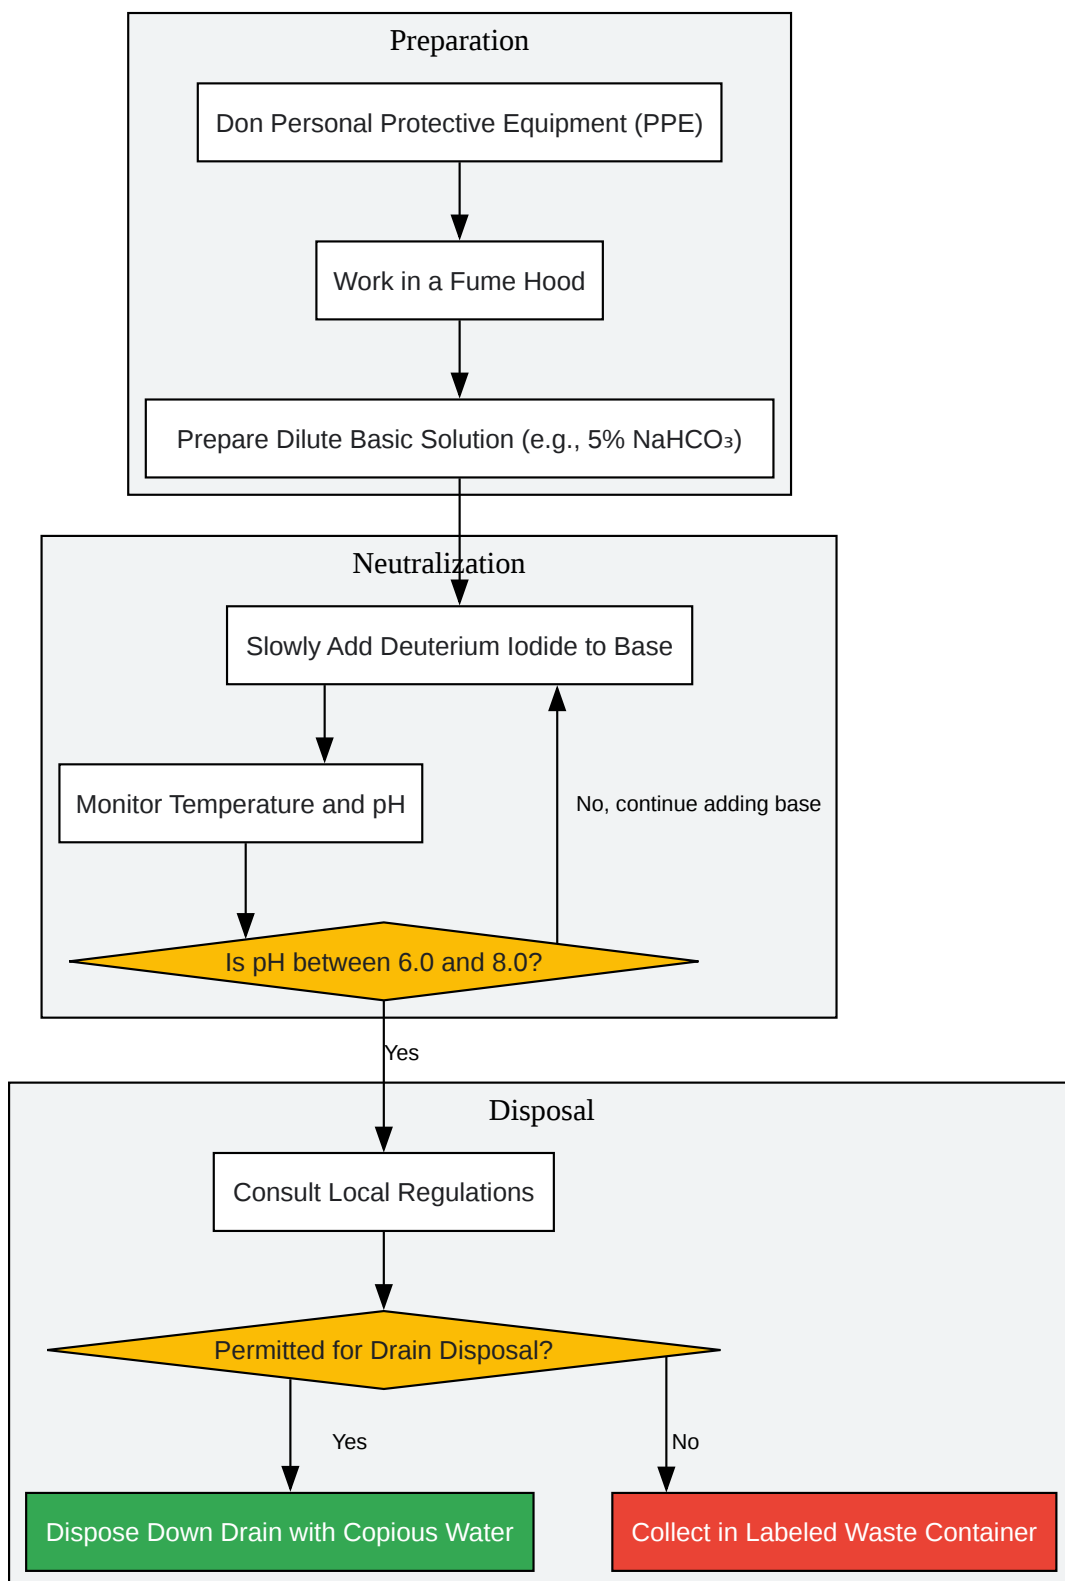 Preparation
Don Personal Protective Equipment (PPE)
Work in a Fume Hood
Prepare Dilute Basic Solution (e.g., 5% NaHCO₃)
Neutralization
Slowly Add Deuterium Iodide to Base
Monitor Temperature and pH
No, continue adding base
Is pH between 6.0 and 8.0?
Yes
Disposal
Consult Local Regulations
Permitted for Drain Disposal?
Yes
No
Dispose Down Drain with Copious Water
Collect in Labeled Waste Container